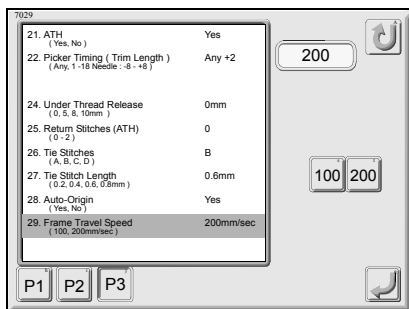 7029
21. ATH Yes
( Yes, No )
22. Picker Timing ( Trim Length ) Any +2
( Any, 1 -18 Needle : -8 - +8 )
24. Under Thread Release 0mm
( 0, 5, 8, 10mm )
25. Return Stitches (ATH) 0
( 0 - 2 )
26. Tie Stitches B
( A, B, C, D )
27. Tie Stitch Length 0.6mm
( 0.2, 0.4, 0.6, 0.8mm )
28. Auto-Origin Yes
( Yes, No )
29. Frame Travel Speed 200mm/sec
( 100, 200mm/sec )
200
100 200
P1 P2 P3